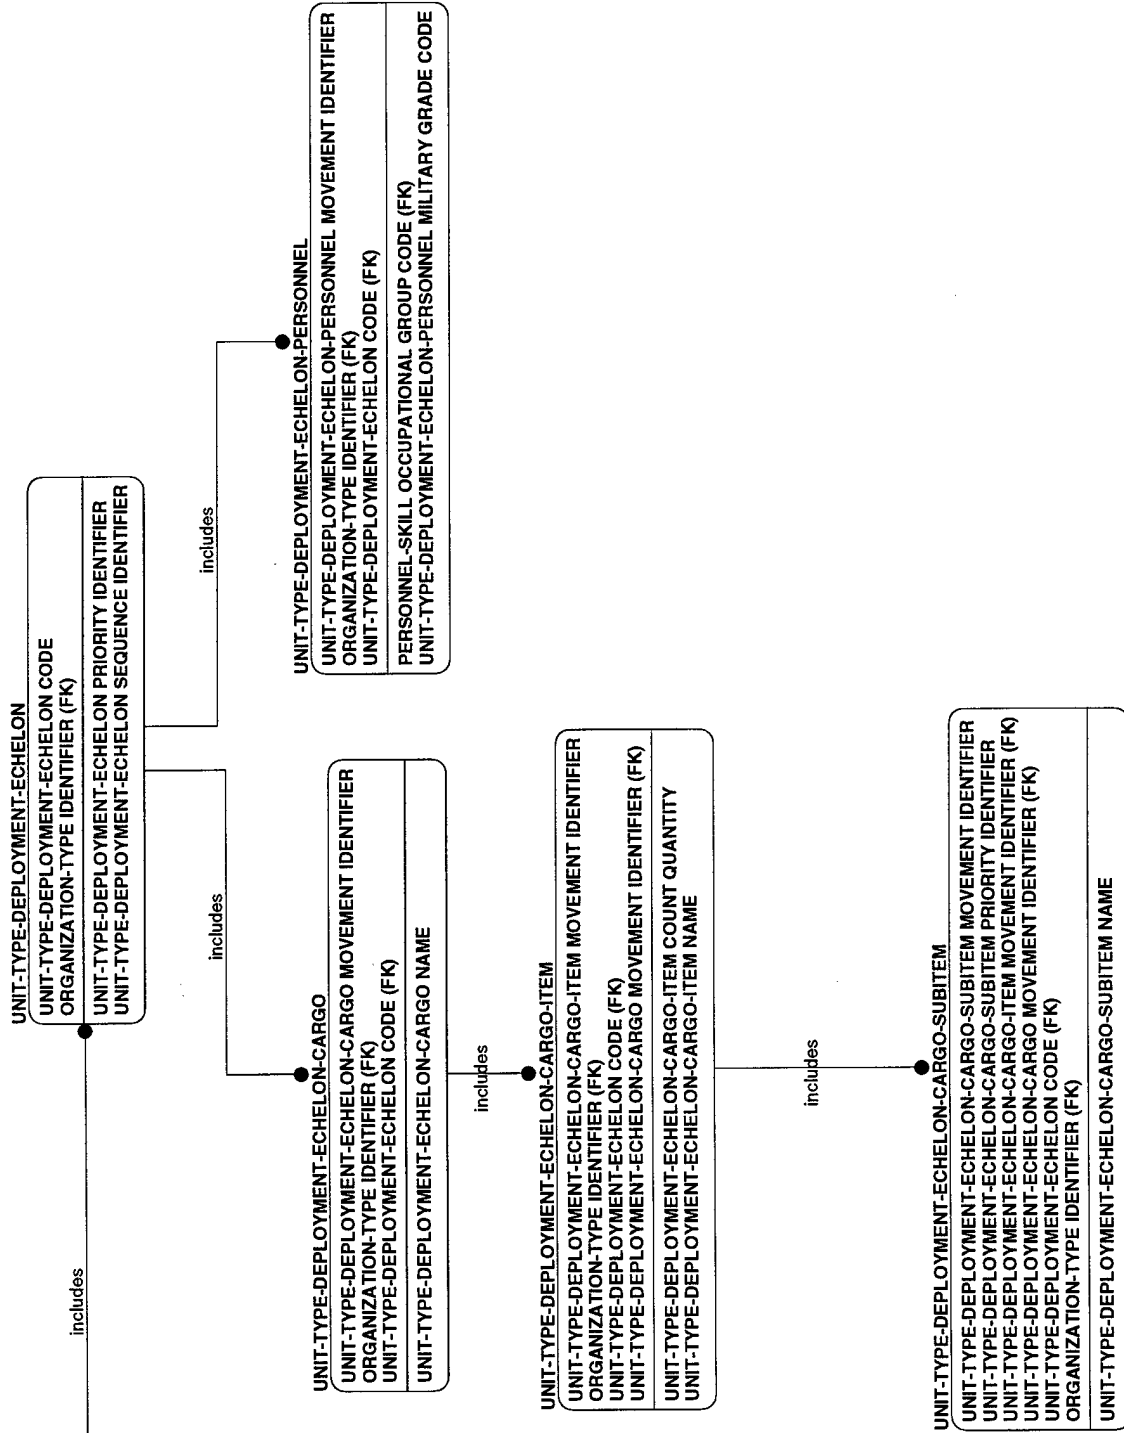 UNIT-TYPE-DEPLOYMENT-ECHELON
UNIT-TYPE-DEPLOYMENT-ECHELON CODE
ORGANIZATION-TYPE IDENTIFIER (FK)
UNIT-TYPE-DEPLOYMENT-ECHELON PRIORITY IDENTIFIER
UNIT-TYPE-DEPLOYMENT-ECHELON SEQUENCE IDENTIFIER
includes
includes
includes
UNIT-TYPE-DEPLOYMENT-ECHELON-PERSONNEL
UNIT-TYPE-DEPLOYMENT-ECHELON-PERSONNEL MOVEMENT IDENTIFIER
ORGANIZATION-TYPE IDENTIFIER (FK)
UNIT-TYPE-DEPLOYMENT-ECHELON CODE (FK)
PERSONNEL-SKILL OCCUPATIONAL GROUP CODE (FK)
UNIT-TYPE-DEPLOYMENT-ECHELON-PERSONNEL MILITARY GRADE CODE
UNIT-TYPE-DEPLOYMENT-ECHELON-CARGO
UNIT-TYPE-DEPLOYMENT-ECHELON-CARGO MOVEMENT IDENTIFIER
ORGANIZATION-TYPE IDENTIFIER (FK)
UNIT-TYPE-DEPLOYMENT-ECHELON CODE (FK)
UNIT-TYPE-DEPLOYMENT-ECHELON-CARGO NAME
includes
UNIT-TYPE-DEPLOYMENT-ECHELON-CARGO-ITEM
UNIT-TYPE-DEPLOYMENT-ECHELON-CARGO-ITEM MOVEMENT IDENTIFIER
ORGANIZATION-TYPE IDENTIFIER (FK)
UNIT-TYPE-DEPLOYMENT-ECHELON CODE (FK)
UNIT-TYPE-DEPLOYMENT-ECHELON-CARGO MOVEMENT IDENTIFIER (FK)
UNIT-TYPE-DEPLOYMENT-ECHELON-CARGO-ITEM COUNT QUANTITY
UNIT-TYPE-DEPLOYMENT-ECHELON-CARGO-ITEM NAME
includes
UNIT-TYPE-DEPLOYMENT-ECHELON-CARGO-SUBITEM
UNIT-TYPE-DEPLOYMENT-ECHELON-CARGO-SUBITEM MOVEMENT IDENTIFIER
UNIT-TYPE-DEPLOYMENT-ECHELON-CARGO-SUBITEM PRIORITY IDENTIFIER
UNIT-TYPE-DEPLOYMENT-ECHELON-CARGO-ITEM MOVEMENT IDENTIFIER (FK)
UNIT-TYPE-DEPLOYMENT-ECHELON-CARGO MOVEMENT IDENTIFIER (FK)
UNIT-TYPE-DEPLOYMENT-ECHELON CODE (FK)
ORGANIZATION-TYPE IDENTIFIER (FK)
UNIT-TYPE-DEPLOYMENT-ECHELON-CARGO-SUBITEM NAME